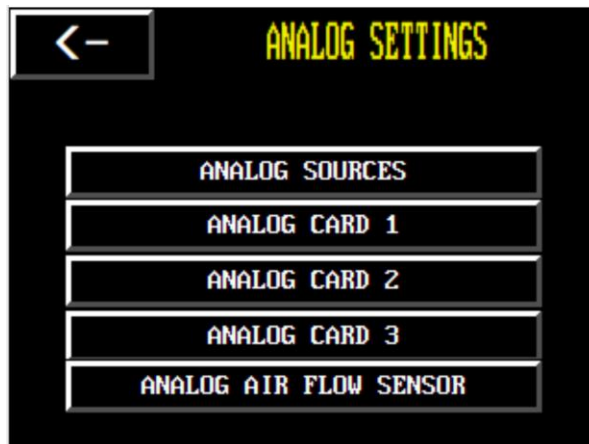 <-
ANALOG SETTINGS
ANALOG SOURCES
ANALOG CARD 1
ANALOG CARD 2
ANALOG CARD 3
ANALOG AIR FLOW SENSOR